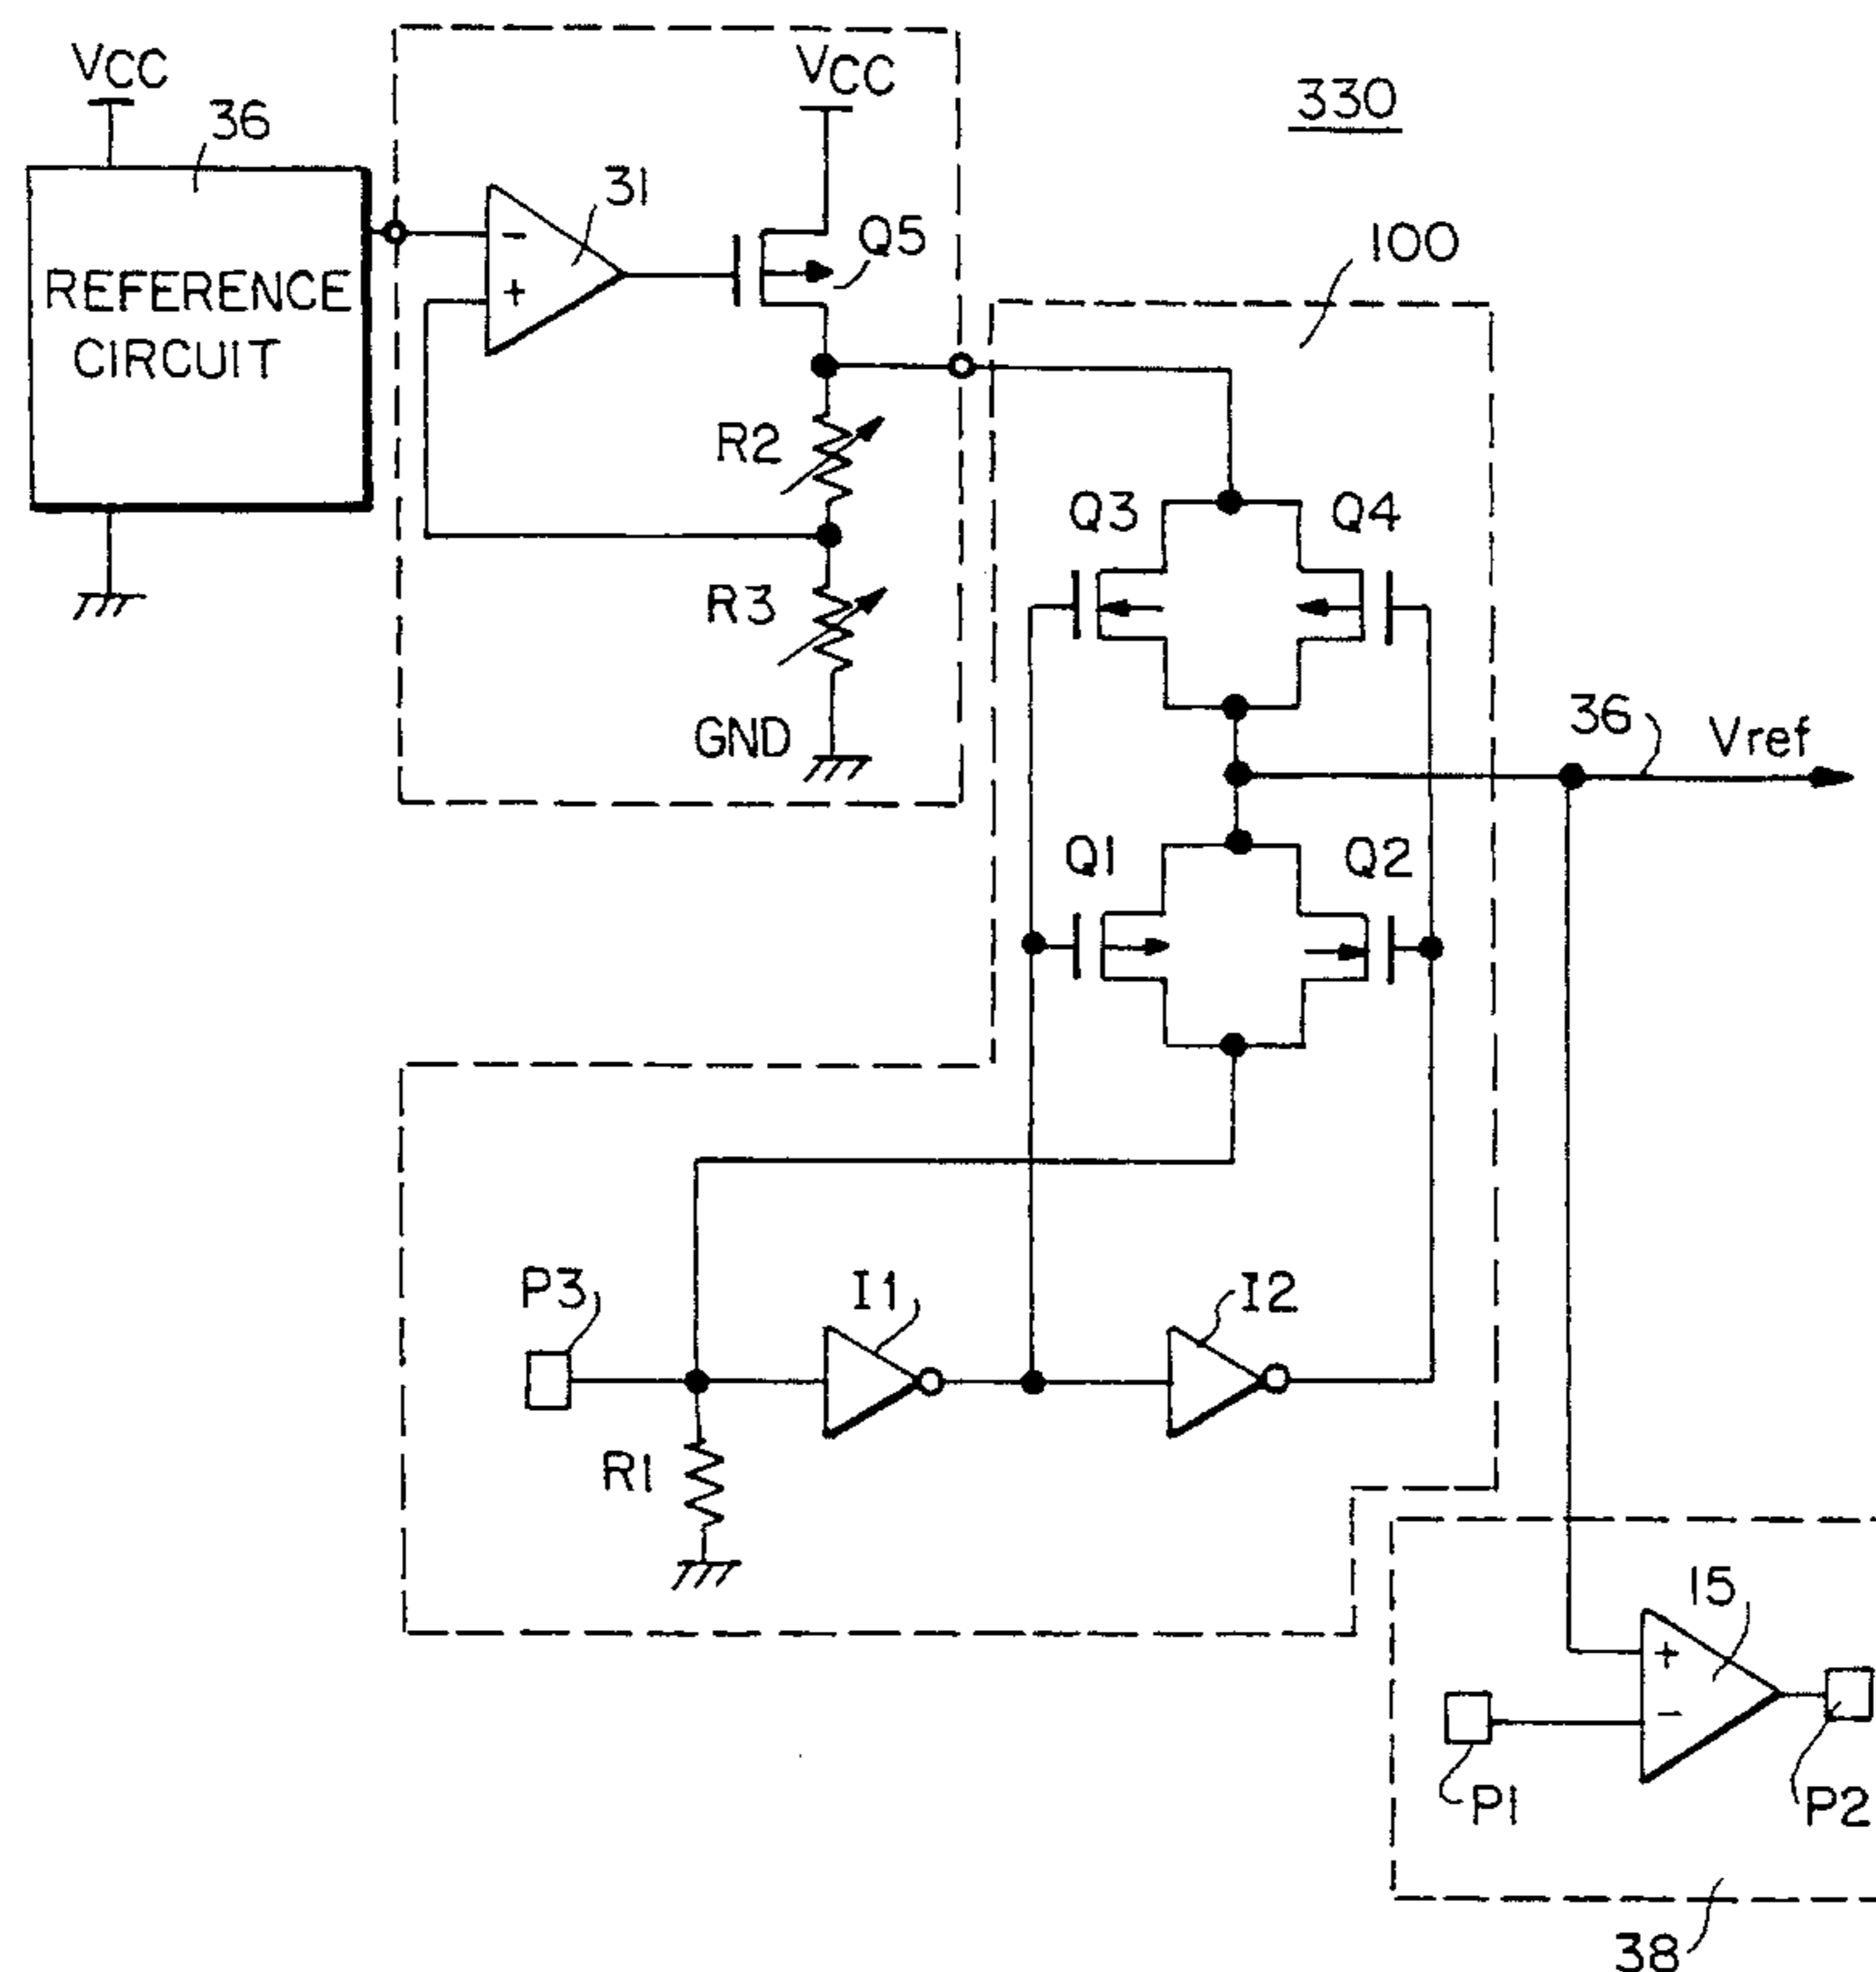 VCC
36
REFERENCE
CIRCUIT
VCC
31
-
+
Q5
R2
R3
GND
330
100
Q3
Q4
36
Vref
Q1
Q2
P3
I1
I2
R1
15
+
-
P1
P2
38